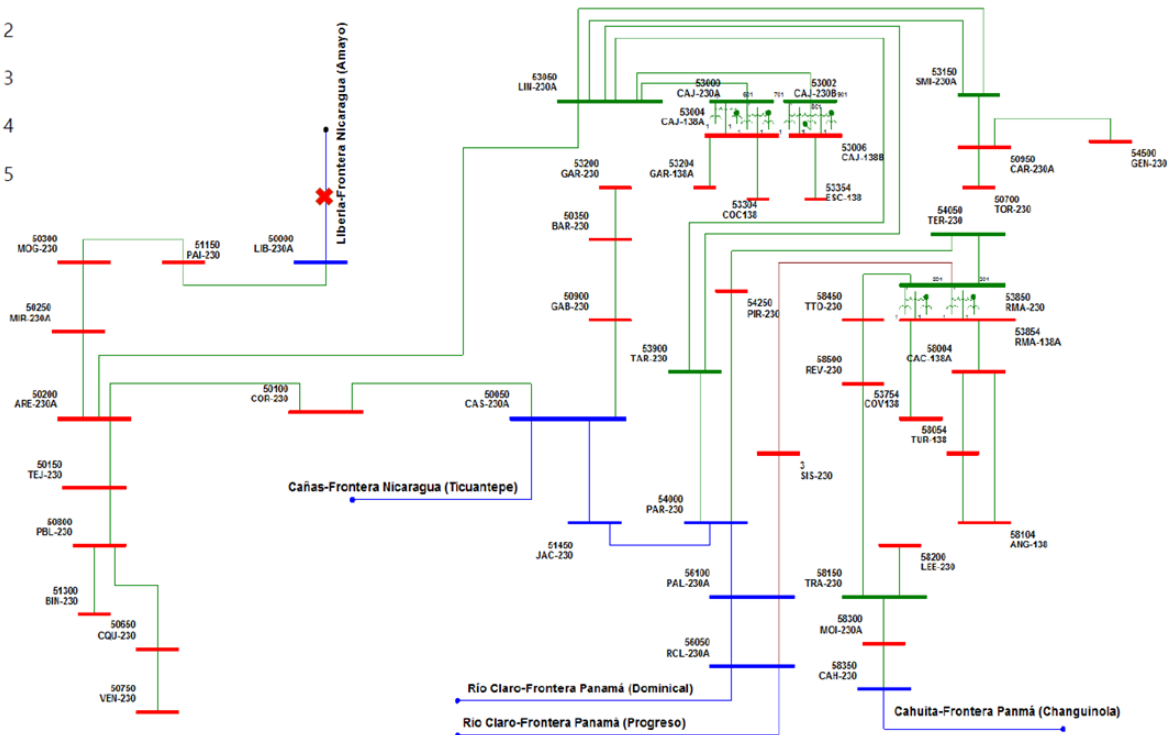 2
3
4
5
Liberia-Frontera Nicaragua (Amayo)
53050
LIN-230A
53000
CAJ-230A
601
701
53002
CAJ-230B
901
53004
CAJ-138A
801
53006
CAJ-138B
53150
SMI-230A
50950
CAR-230A
54500
GEN-230
53200
GAR-230
53204
GAR-138A
53304
COC138
53354
ESC-138
50700
TOR-230
50350
BAR-230
54050
TER-230
50300
MOG-230
51150
PAI-230
50000
LIB-230A
50250
MIR-230A
50900
GAB-230
54250
PIR-230
58450
TTO-230
53850
RMA-230
53854
RMA-138A
53900
TAR-230
58500
REV-230
58004
CAC-138A
53754
COV138
50200
ARE-230A
50100
COR-230
50050
CAS-230A
58054
TUR-138
50150
TEJ-230
3
SIS-230
Cañas-Frontera Nicaragua (Ticuantepe)
50800
PBL-230
54000
PAR-230
51450
JAC-230
58104
ANG-138
58200
LEE-230
51300
BIN-230
56100
PAL-230A
58150
TRA-230
50650
CQU-230
58300
MOI-230A
56050
RCL-230A
58350
CAH-230
50750
VEN-230
Río Claro-Frontera Panamá (Dominical)
Rio Claro-Frontera Panamá (Progreso)
Cahuita-Frontera Panmá (Changuinola)